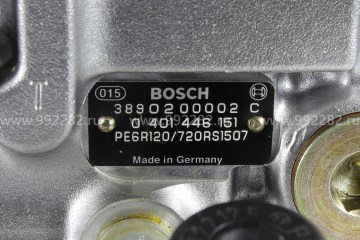 015 BOSCH
3890200002 C
0 401 446 151
PE6R120/720RS1507
Made in Germany
www.992282.ru